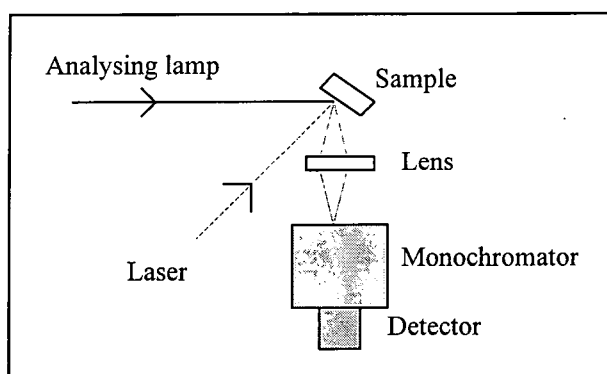 Analysing lamp
Sample
Lens
Laser
Monochromator
Detector